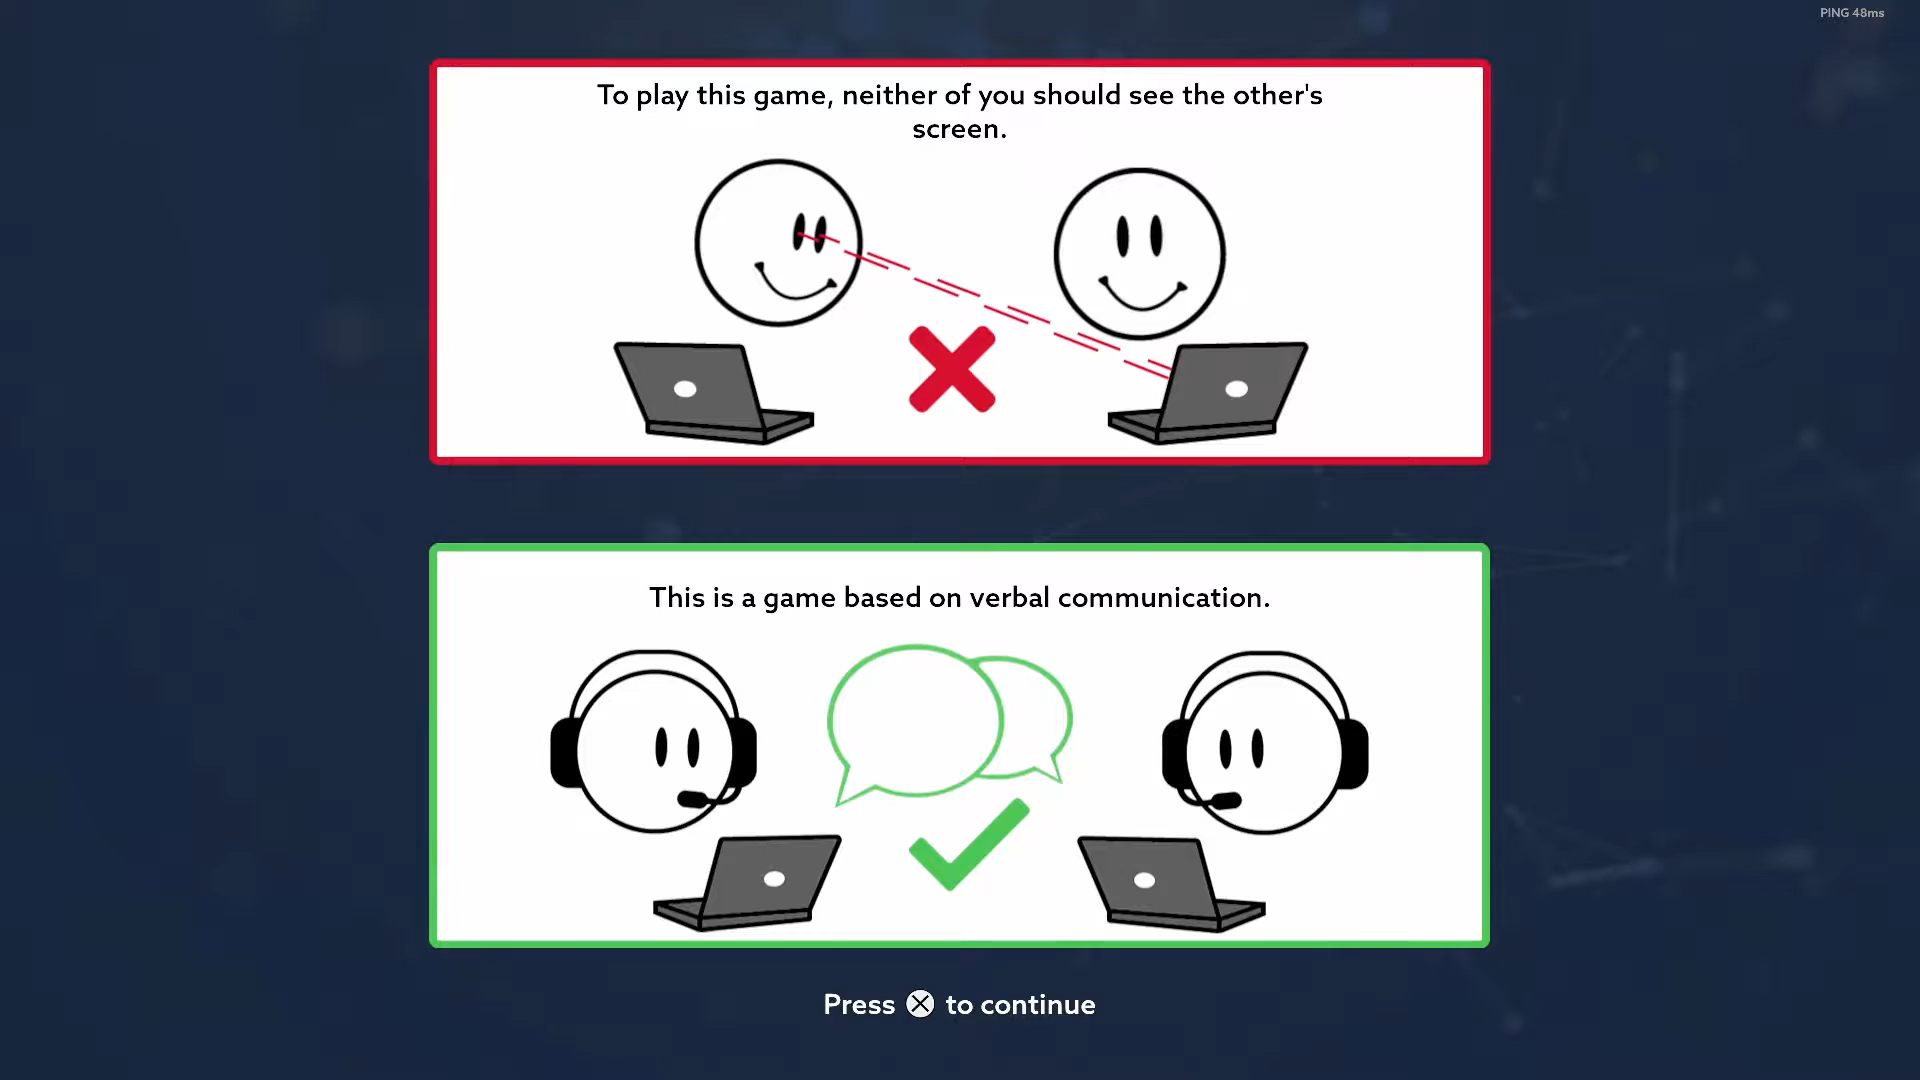 PING 48ms
To play this game, neither of you should see the other's
screen.
This is a game based on verbal communication.
Press ⓧ to continue